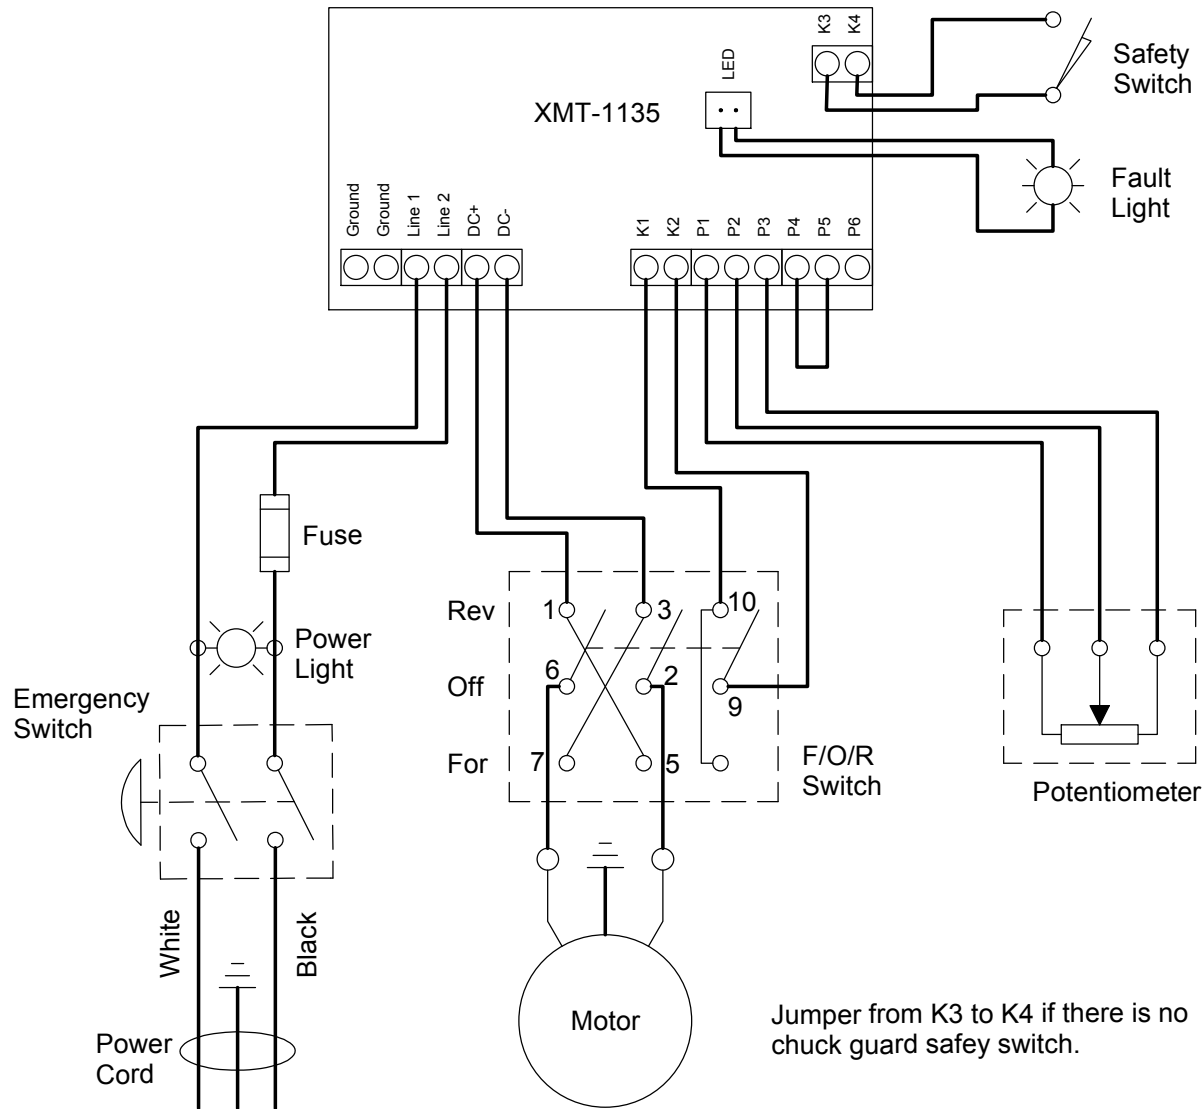 K3
K4
Safety
Switch
LED
XMT-1135
Fault
Light
Ground
Ground
Line 1
Line 2
DC+
DC-
K1
K2
P1
P2
P3
P4
P5
P6
Fuse
Rev
1
3
10
Power
Light
Off
6
2
9
Emergency
Switch
For
7
5
F/O/R
Switch
Potentiometer
White
Black
Motor
Jumper from K3 to K4 if there is no
chuck guard safey switch.
Power
Cord